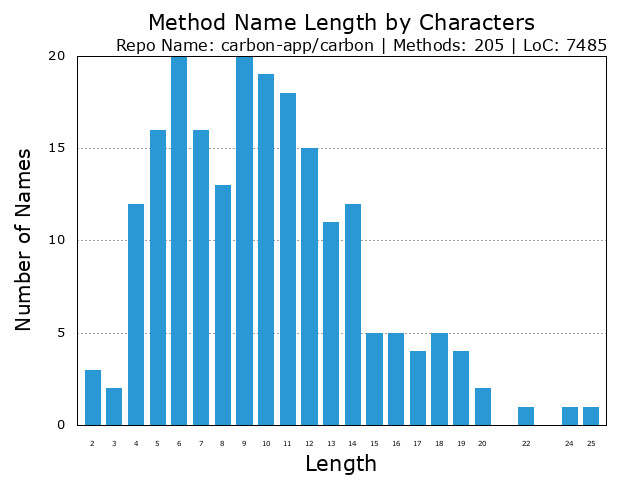 Method Name Length by Characters
Repo Name: carbon-app/carbon | Methods: 205 | LoC: 7485
Number of Names
20
15
10
5
0
2 3 4 5 6 7 8 9 10 11 12 13 14 15 16 17 18 19 20 22 24 25
Length